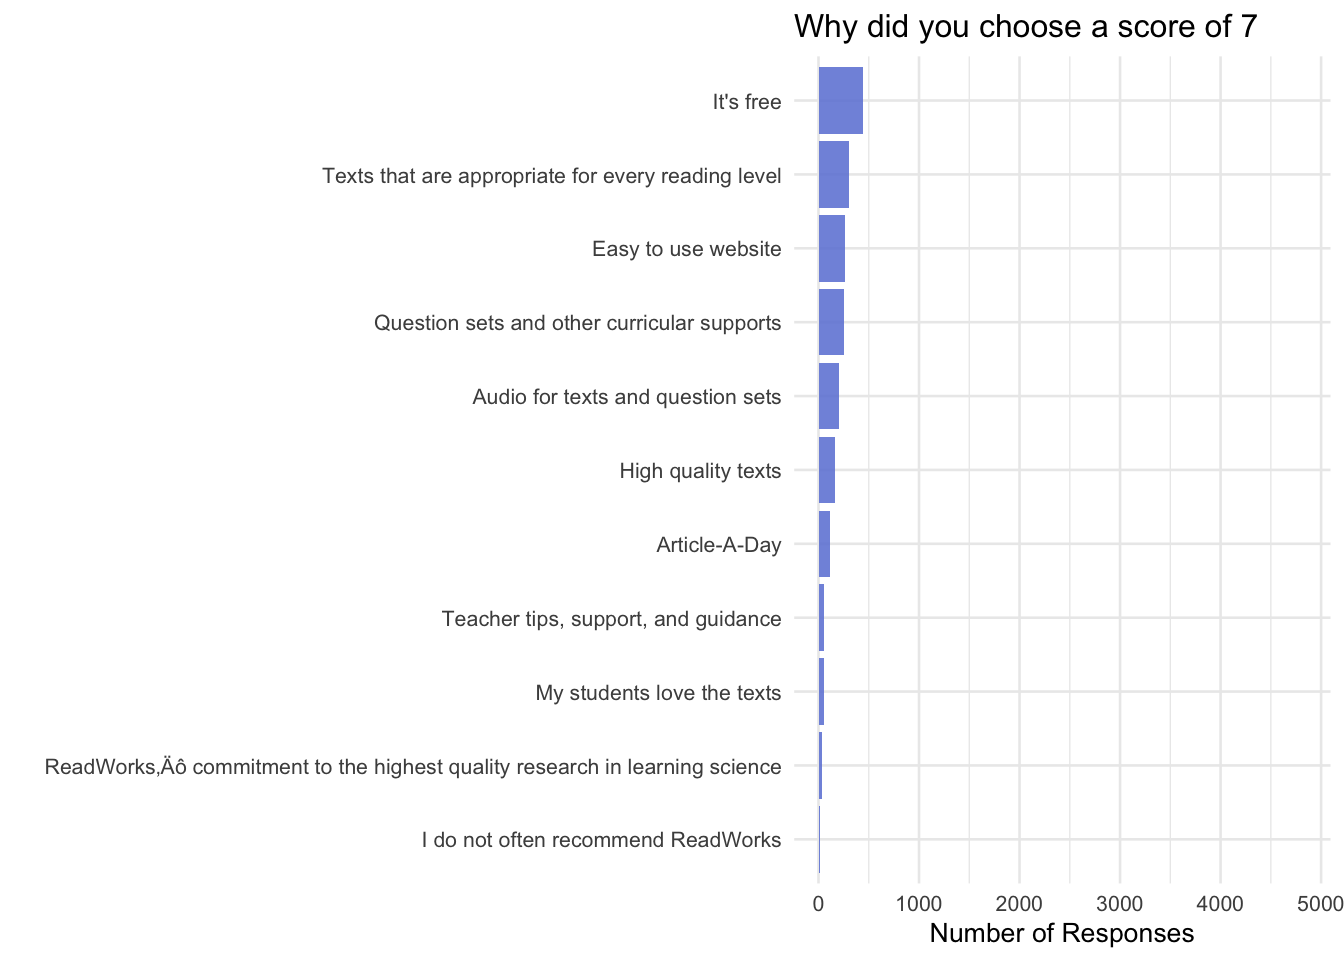 Why did you choose a score of 7
It's free
Texts that are appropriate for every reading level
Easy to use website
Question sets and other curricular supports
Audio for texts and question sets
High quality texts
Article-A-Day
Teacher tips, support, and guidance
My students love the texts
ReadWorks‚Äô commitment to the highest quality research in learning science
I do not often recommend ReadWorks
0 1000 2000 3000 4000 5000
Number of Responses